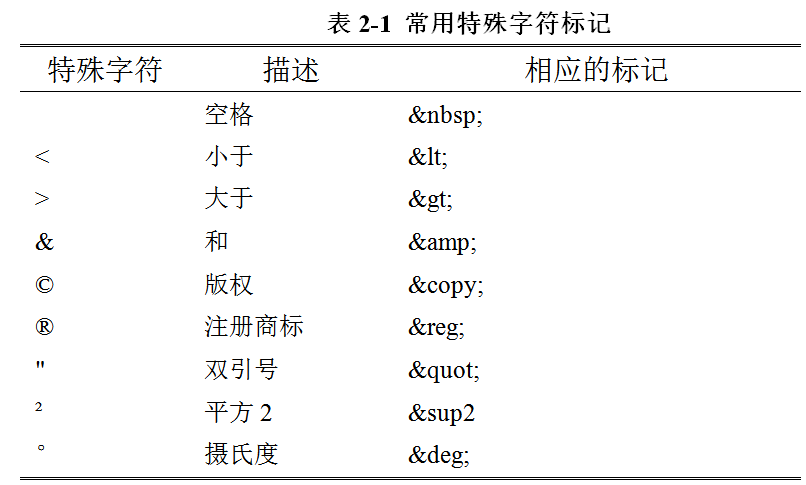 表 2-1 常用特殊字符标记
特殊字符 描述 相应的标记
空格 &nbsp;
< 小于 &lt;
> 大于 &gt;
& 和 &amp;
© 版权 &copy;
® 注册商标 &reg;
" 双引号 &quot;
² 平方 2 &sup2
° 摄氏度 &deg;